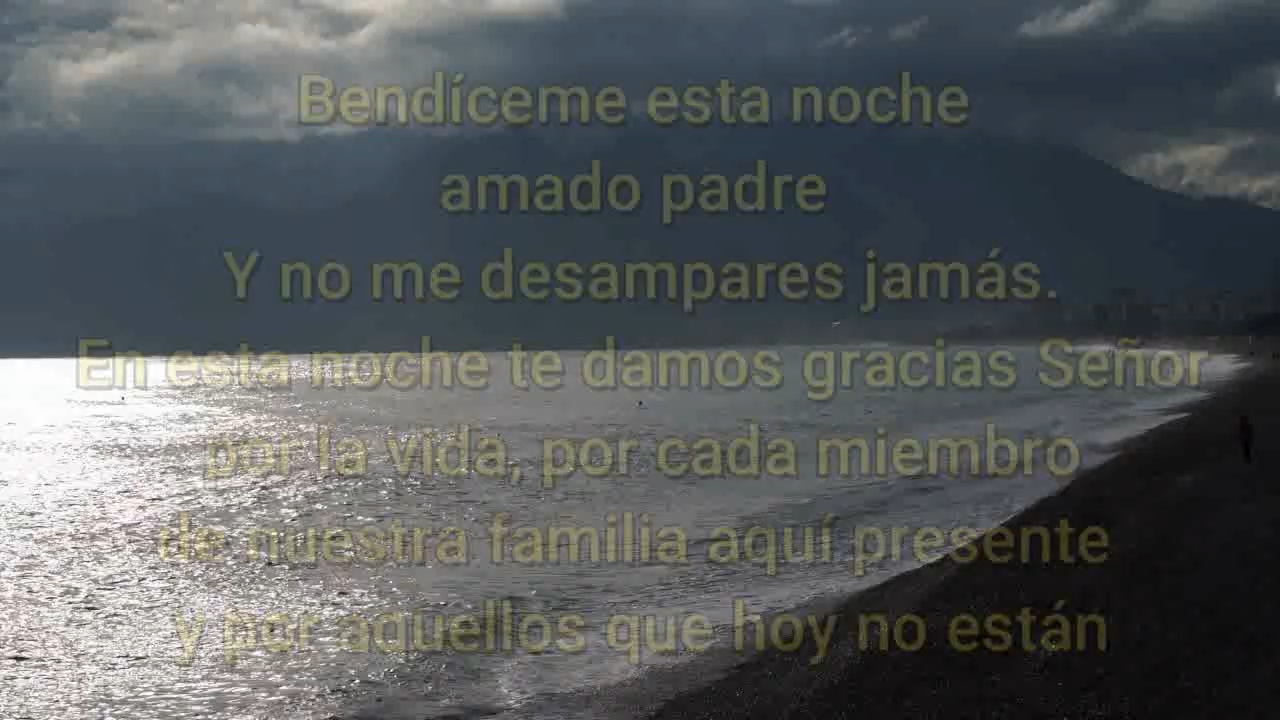 Bendíceme esta noche
amado padre
Y no me desampares jamás.
En esta noche te damos gracias Señor
por la vida, por cada miembro
de nuestra familia aquí presente
y por aquellos que hoy no están